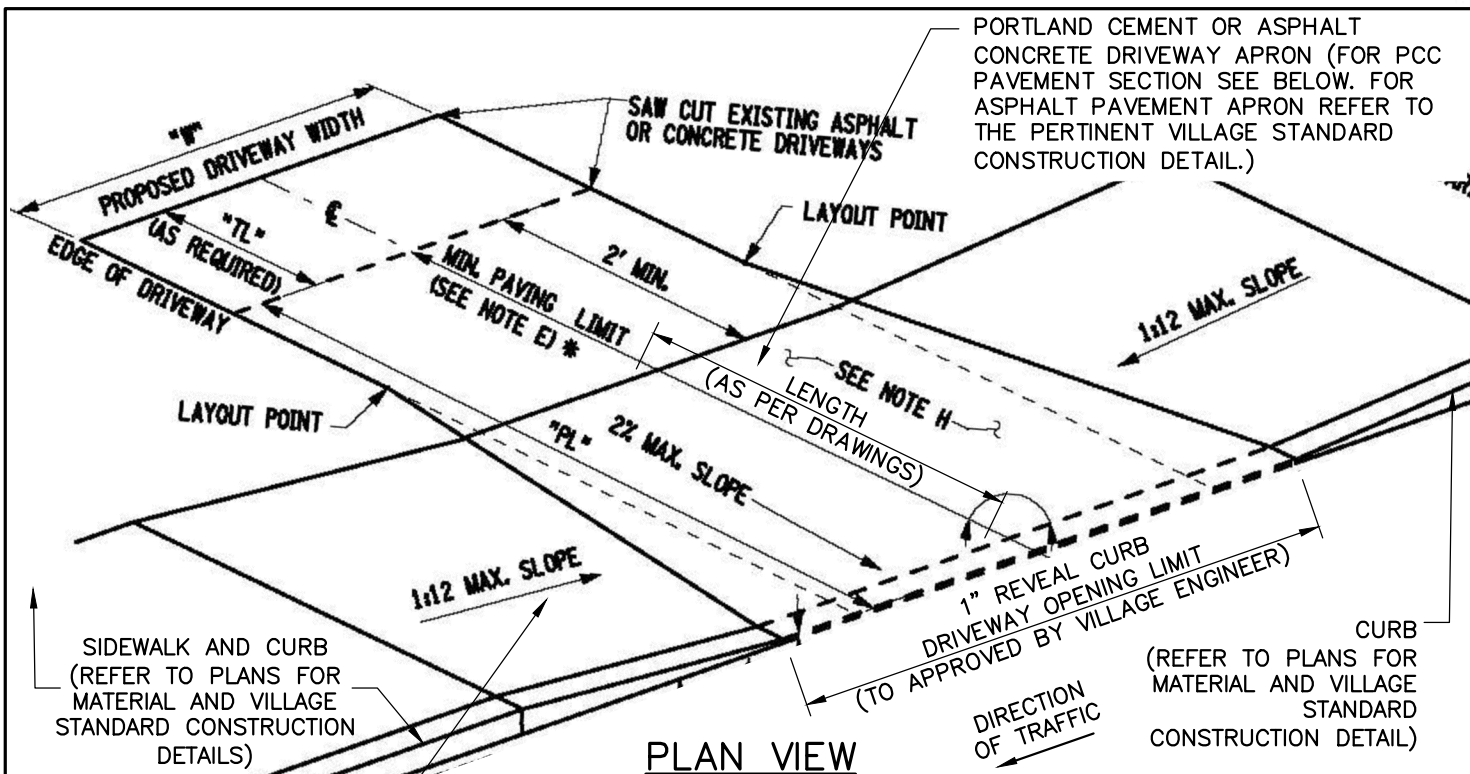 PORTLAND CEMENT OR ASPHALT
CONCRETE DRIVEWAY APRON (FOR PCC
PAVEMENT SECTION SEE BELOW. FOR
ASPHALT PAVEMENT APRON REFER TO
THE PERTINENT VILLAGE STANDARD
CONSTRUCTION DETAIL.)
SAW CUT EXISTING ASPHALT
OR CONCRETE DRIVEWAYS
"W"
PROPOSED DRIVEWAY WIDTH
"TL"
(AS REQUIRED)
EDGE OF DRIVEWAY
LAYOUT POINT
2' MIN.
MIN. PAVING LIMIT
(SEE NOTE E) *
1:12 MAX. SLOPE
SEE NOTE H
LENGTH
(AS PER DRAWINGS)
LAYOUT POINT
"PL"
2% MAX. SLOPE
1:12 MAX. SLOPE
1" REVEAL CURB
DRIVEWAY OPENING LIMIT
(TO APPROVED BY VILLAGE ENGINEER)
SIDEWALK AND CURB
(REFER TO PLANS FOR
MATERIAL AND VILLAGE
STANDARD CONSTRUCTION
DETAILS)
CURB
(REFER TO PLANS FOR
MATERIAL AND VILLAGE
STANDARD
CONSTRUCTION DETAIL)
DIRECTION
OF TRAFFIC
PLAN VIEW